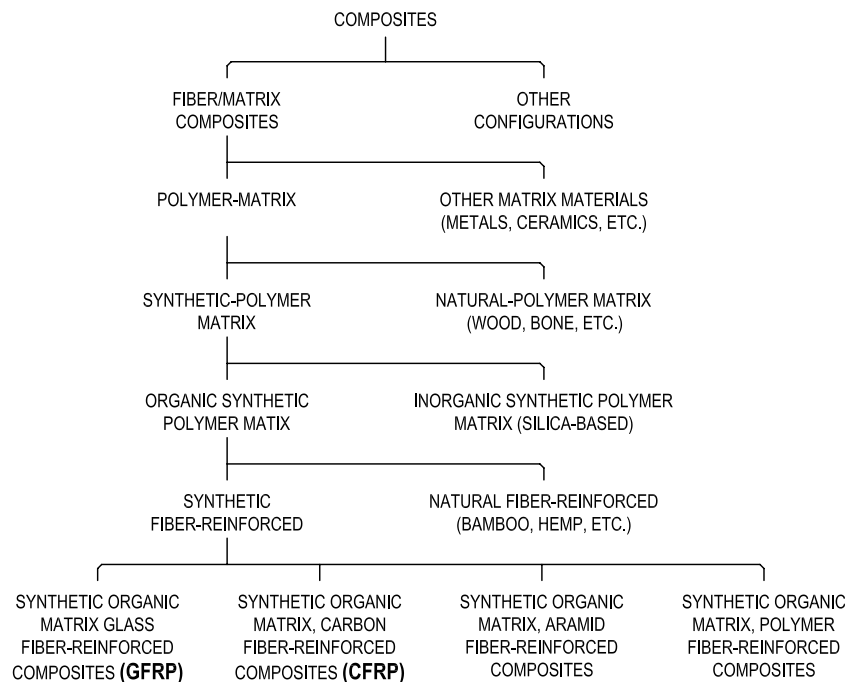 COMPOSITES
FIBER/MATRIX
COMPOSITES
OTHER
CONFIGURATIONS
POLYMER-MATRIX
OTHER MATRIX MATERIALS
(METALS, CERAMICS, ETC.)
SYNTHETIC-POLYMER
MATRIX
NATURAL-POLYMER MATRIX
(WOOD, BONE, ETC.)
ORGANIC SYNTHETIC
POLYMER MATIX
INORGANIC SYNTHETIC POLYMER
MATRIX (SILICA-BASED)
SYNTHETIC
FIBER-REINFORCED
NATURAL FIBER-REINFORCED
(BAMBOO, HEMP, ETC.)
SYNTHETIC ORGANIC
MATRIX GLASS
FIBER-REINFORCED
COMPOSITES (GFRP)
SYNTHETIC ORGANIC
MATRIX, CARBON
FIBER-REINFORCED
COMPOSITES (CFRP)
SYNTHETIC ORGANIC
MATRIX, ARAMID
FIBER-REINFORCED
COMPOSITES
SYNTHETIC ORGANIC
MATRIX, POLYMER
FIBER-REINFORCED
COMPOSITES